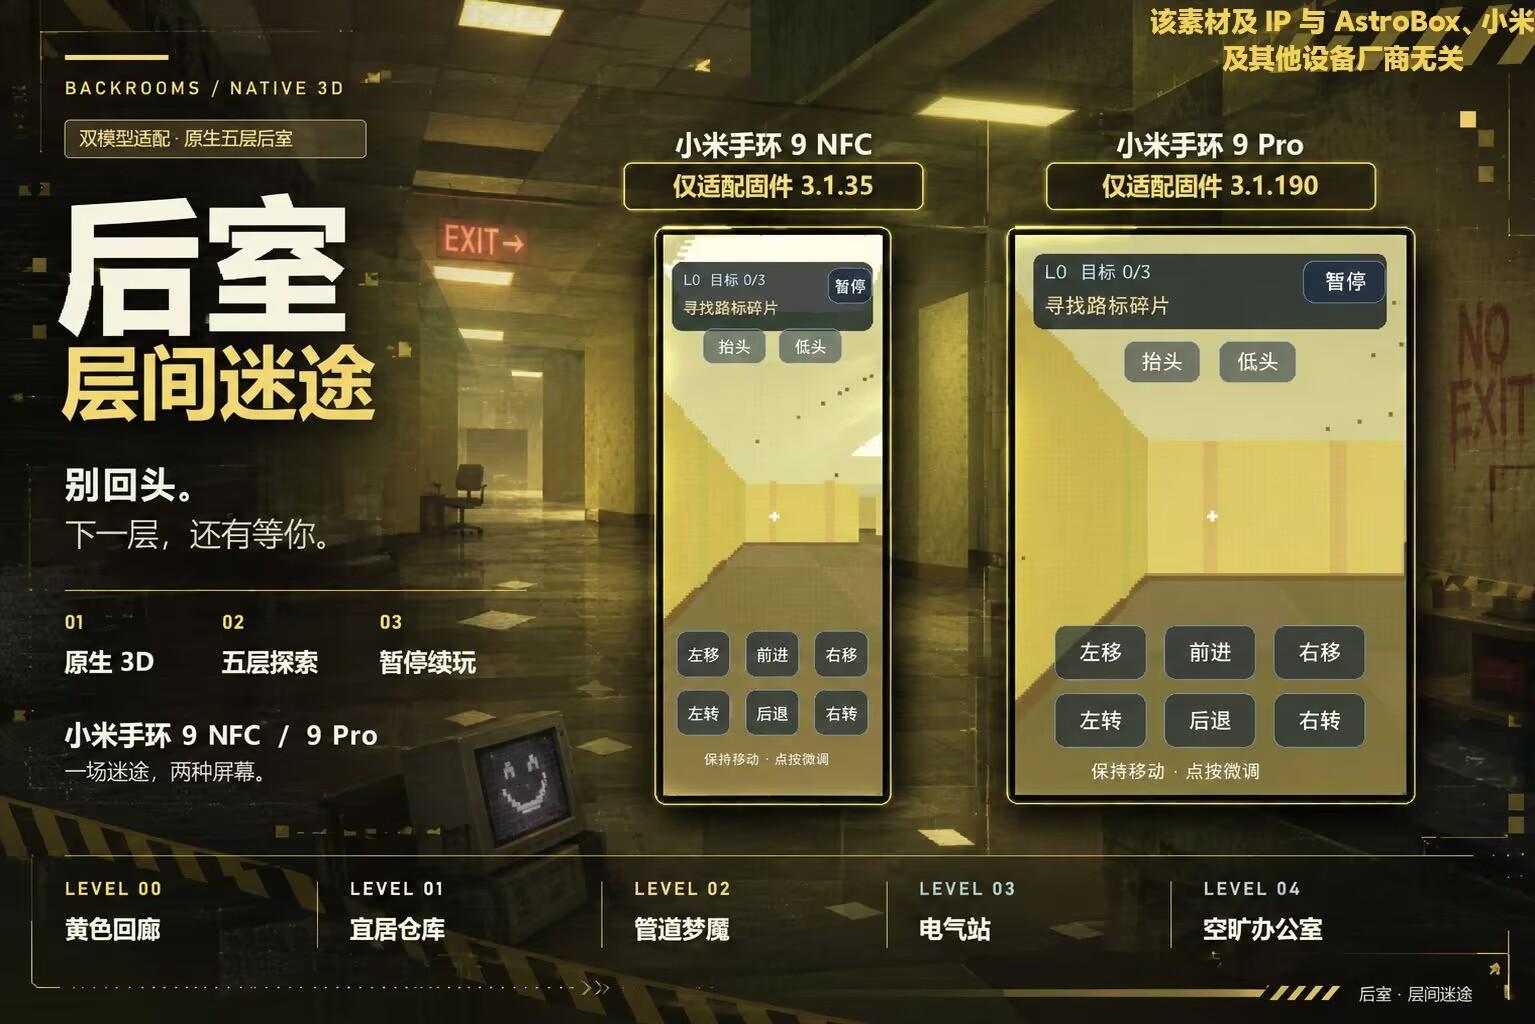 该素材及 IP 与 AstroBox、小米
及其他设备厂商无关
BACKROOMS / NATIVE 3D
双模型适配 · 原生五层后室
后室
层间迷途
别回头。
下一层，还有等你。
01
原生 3D
02
五层探索
03
暂停续玩
小米手环 9 NFC / 9 Pro
一场迷途，两种屏幕。
EXIT→
小米手环 9 NFC
仅适配固件 3.1.35
L0 目标 0/3
寻找路标碎片
暂停
抬头
低头
左移
前进
右移
左转
后退
右转
保持移动 · 点按微调
小米手环 9 Pro
仅适配固件 3.1.190
L0 目标 0/3
寻找路标碎片
暂停
抬头
低头
左移
前进
右移
左转
后退
右转
保持移动 · 点按微调
NO
EXIT
LEVEL 00
黄色回廊
LEVEL 01
宜居仓库
LEVEL 02
管道梦魇
LEVEL 03
电气站
LEVEL 04
空旷办公室
后室 · 层间迷途